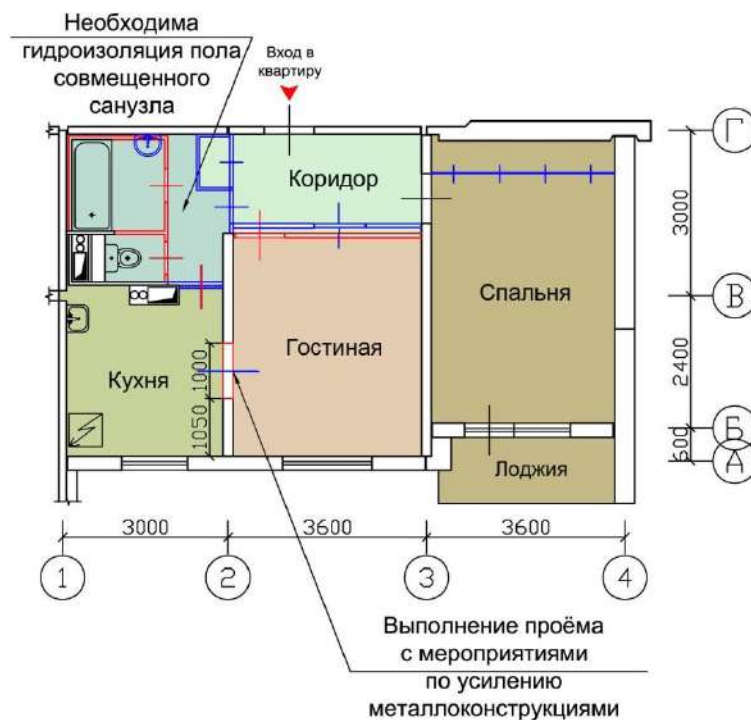 Необходима
гидроизоляция пола
совмещенного
санузла
Вход в
квартиру
Г
Коридор
3000
Спальня
В
Гостиная
Кухня
1000
2400
1050
Б
600
А
Лоджия
3000
3600
3600
1
2
3
4
Выполнение проёма
с мероприятиями
по усилению
металлоконструкциями